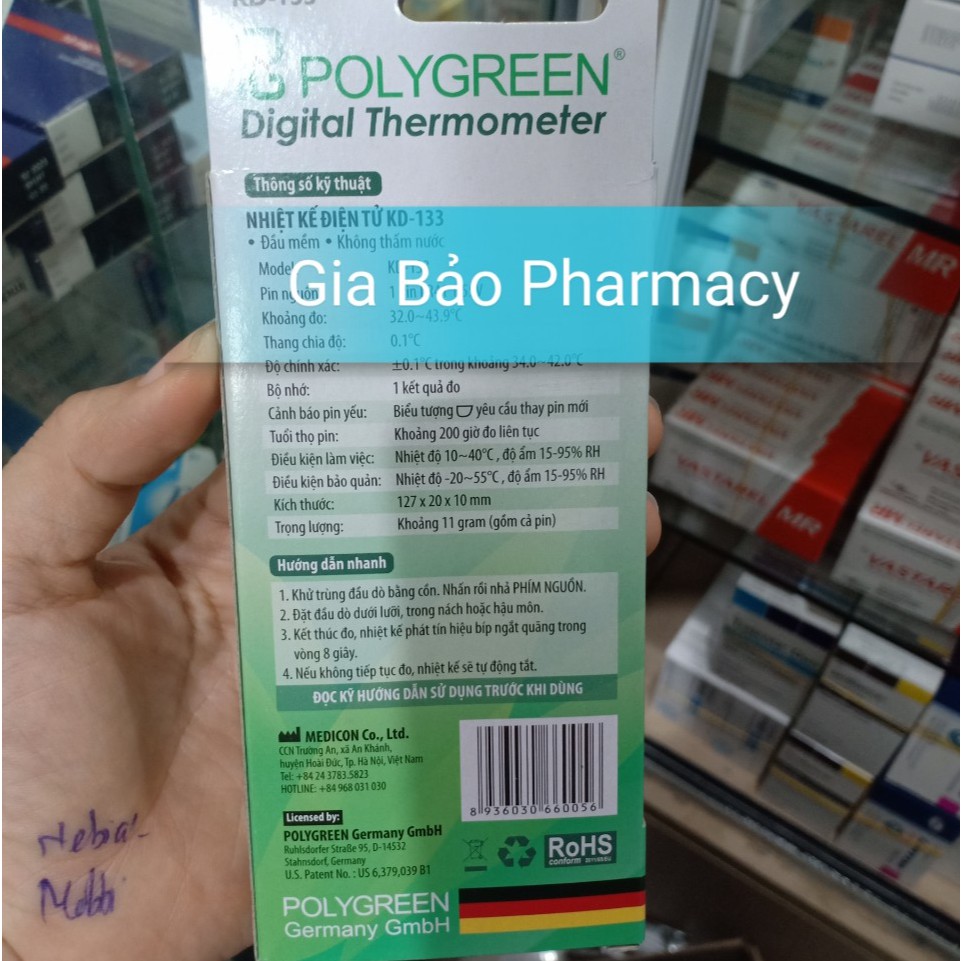 KD-133
POLYGREEN®
Digital Thermometer
Thông số kỹ thuật
NHIỆT KẾ ĐIỆN TỬ KD-133
• Đầu mềm • Không thấm nước
Gia Bảo Pharmacy
Pin nguồn
Khoảng đo: 32.0~43.9°C
Thang chia độ: 0.1°C
Độ chính xác: ±0.1°C trong khoảng 34.0~42.0°C
Bộ nhớ: 1 kết quả đo
Cảnh báo pin yếu: Biểu tượng yêu cầu thay pin mới
Tuổi thọ pin: Khoảng 200 giờ đo liên tục
Điều kiện làm việc: Nhiệt độ 10~40°C , độ ẩm 15-95% RH
Điều kiện bảo quản: Nhiệt độ -20~55°C , độ ẩm 15-95% RH
Kích thước: 127 x 20 x 10 mm
Trọng lượng: Khoảng 11 gram (gồm cả pin)
Hướng dẫn nhanh
1. Khử trùng đầu dò bằng cồn. Nhấn rồi nhả PHÍM NGUỒN.
2. Đặt đầu dò dưới lưỡi, trong nách hoặc hậu môn.
3. Kết thúc đo, nhiệt kế phát tín hiệu bíp ngắt quãng trong
vòng 8 giây.
4. Nếu không tiếp tục đo, nhiệt kế sẽ tự động tắt.
ĐỌC KỸ HƯỚNG DẪN SỬ DỤNG TRƯỚC KHI DÙNG
MEDICON Co., Ltd.
CCN Trường An, xã An Khánh,
huyện Hoài Đức, Tp. Hà Nội, Việt Nam
Tel: +84 24 3783.5823
HOTLINE: +84 968 031 030
8 936030 660056
Licensed by:
POLYGREEN Germany GmbH
Ruhlsdorfer Straße 95, D-14532
Stahnsdorf, Germany
U.S. Patent No. : US 6,379,039 B1
RoHS
conform
POLYGREEN
Germany GmbH
VASTAREL
MR
MR